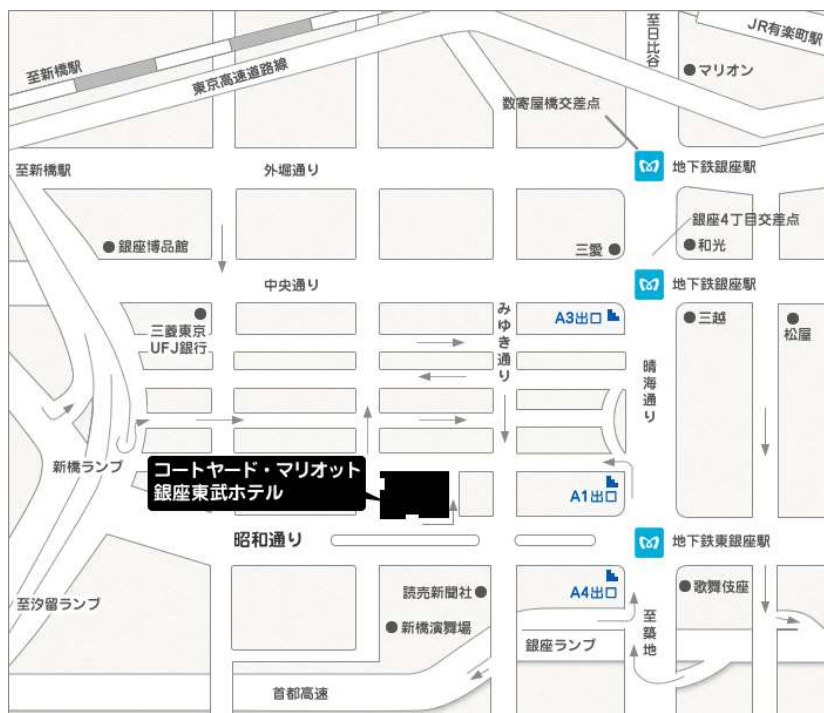 至日比谷
JR有楽町駅
至新橋駅
東京高速道路線
マリオン
数寄屋橋交差点
至新橋駅
外堀通り
地下鉄銀座駅
銀座4丁目交差点
銀座博品館
三愛
和光
中央通り
地下鉄銀座駅
三菱東京
UFJ銀行
みゆき通り
A3出口
三越
松屋
晴海通り
新橋ランプ
コートヤード・マリオット
銀座東武ホテル
A1出口
昭和通り
地下鉄東銀座駅
至汐留ランプ
読売新聞社
A4出口
歌舞伎座
新橋演舞場
至築地
銀座ランプ
首都高速